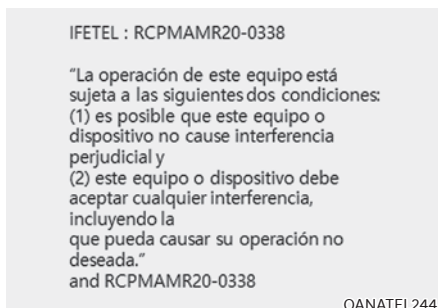 IFETEL : RCPMAMR20-0338
“La operación de este equipo está
sujeta a las siguientes dos condiciones:
(1) es posible que este equipo o
dispositivo no cause interferencia
perjudicial y
(2) este equipo o dispositivo debe
aceptar cualquier interferencia,
incluyendo la
que pueda causar su operación no
deseada.”
and RCPMAMR20-0338
OANATEL244